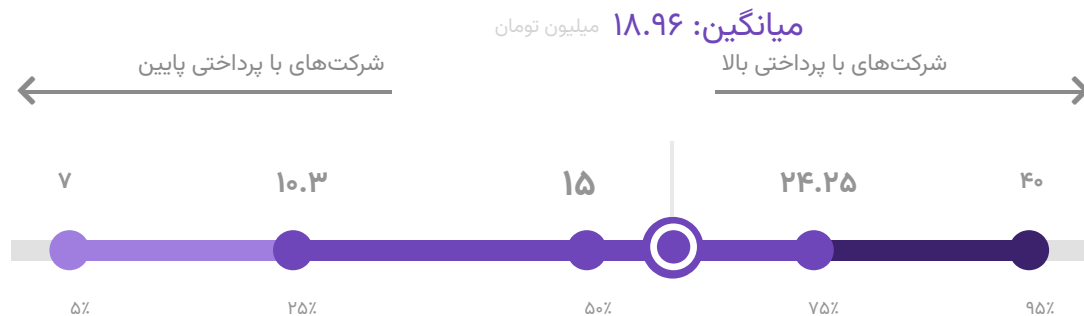 میانگین: ۱۸.۹۶ میلیون تومان
شرکت‌های با پرداختی بالا
شرکت‌های با پرداختی پایین
۷ ۱۰.۳ ۱۵ ۲۴.۲۵ ۴۰
۵٪ ۲۵٪ ۵۰٪ ۷۵٪ ۹۵٪